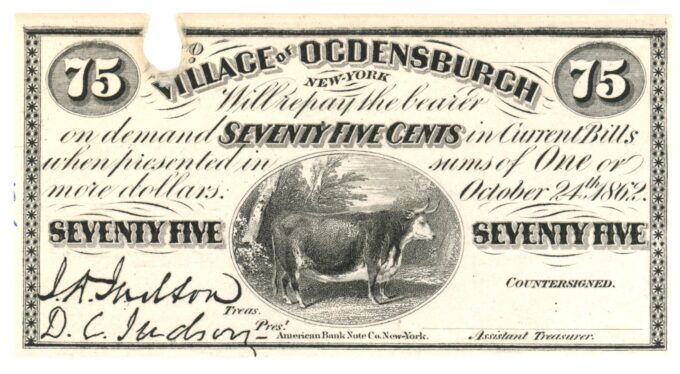 75 VILLAGE OF OGDENSBURGH 75
NEW-YORK
Will repay the bearer
on demand SEVENTY FIVE CENTS in Current Bills
when presented in sums of One or
more dollars. October 24th, 1862.
SEVENTY FIVE SEVENTY FIVE
J. A. Judson COUNTERSIGNED.
Treas.
D. C. Judson Prest.
American Bank Note Co. New-York. Assistant Treasurer.